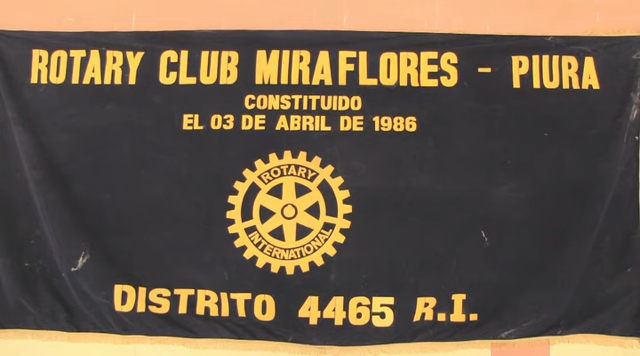 ROTARY CLUB MIRAFLORES - PIURA
CONSTITUIDO
EL 03 DE ABRIL DE 1986
ROTARY
INTERNATIONAL
DISTRITO 4465 R.I.